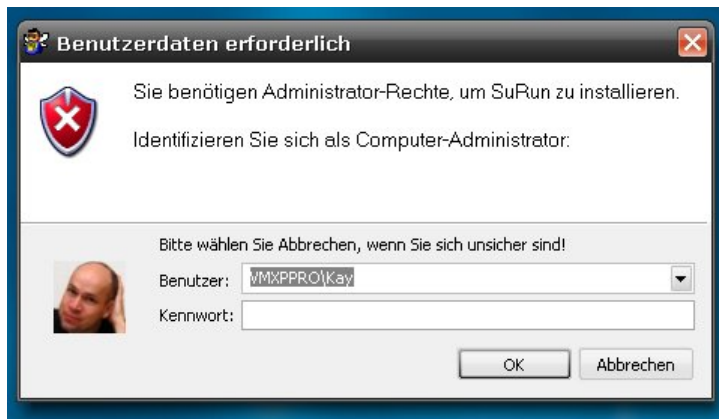 Benutzerdaten erforderlich
Sie benötigen Administrator-Rechte, um SuRun zu installieren.
Identifizieren Sie sich als Computer-Administrator:
Bitte wählen Sie Abbrechen, wenn Sie sich unsicher sind!
Benutzer: VMXPPRO\Kay
Kennwort:
OK Abbrechen